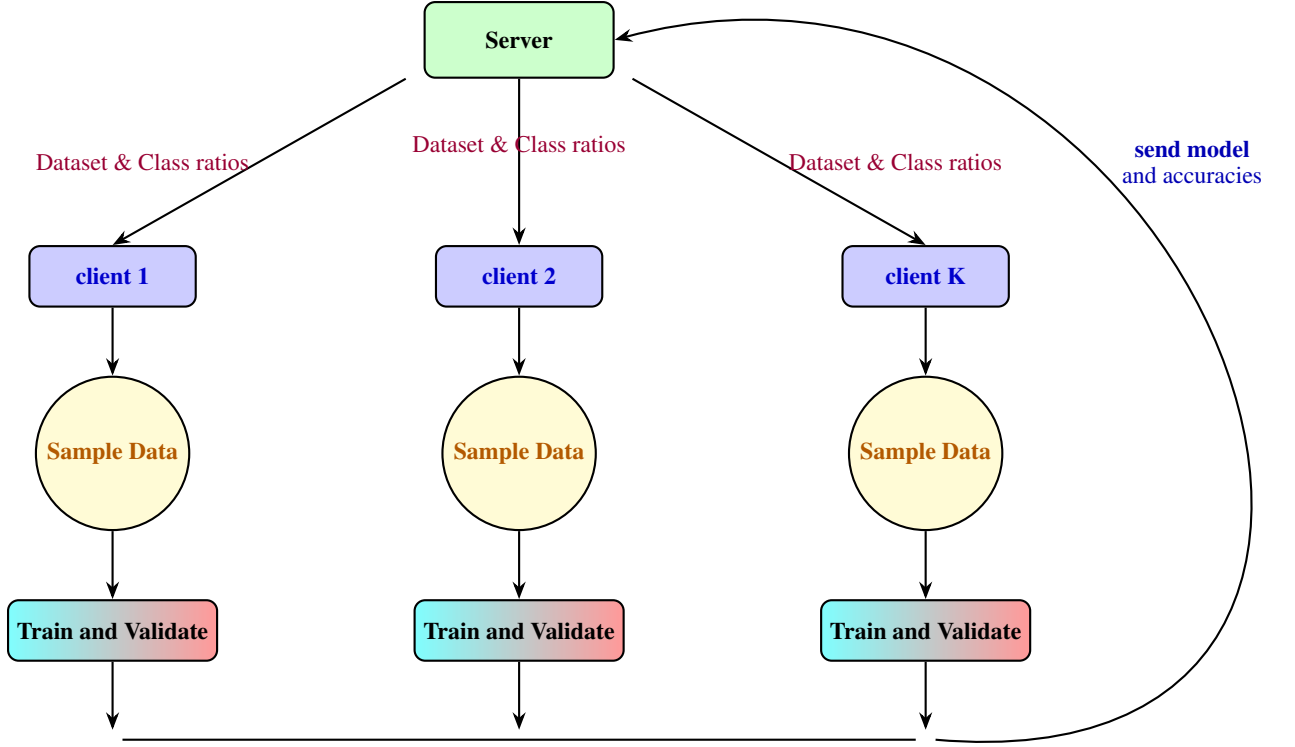 Server
Dataset & Class ratios
Dataset & Class ratios
Dataset & Class ratios
send model
and accuracies
client 1
client 2
client K
Sample Data
Sample Data
Sample Data
Train and Validate
Train and Validate
Train and Validate